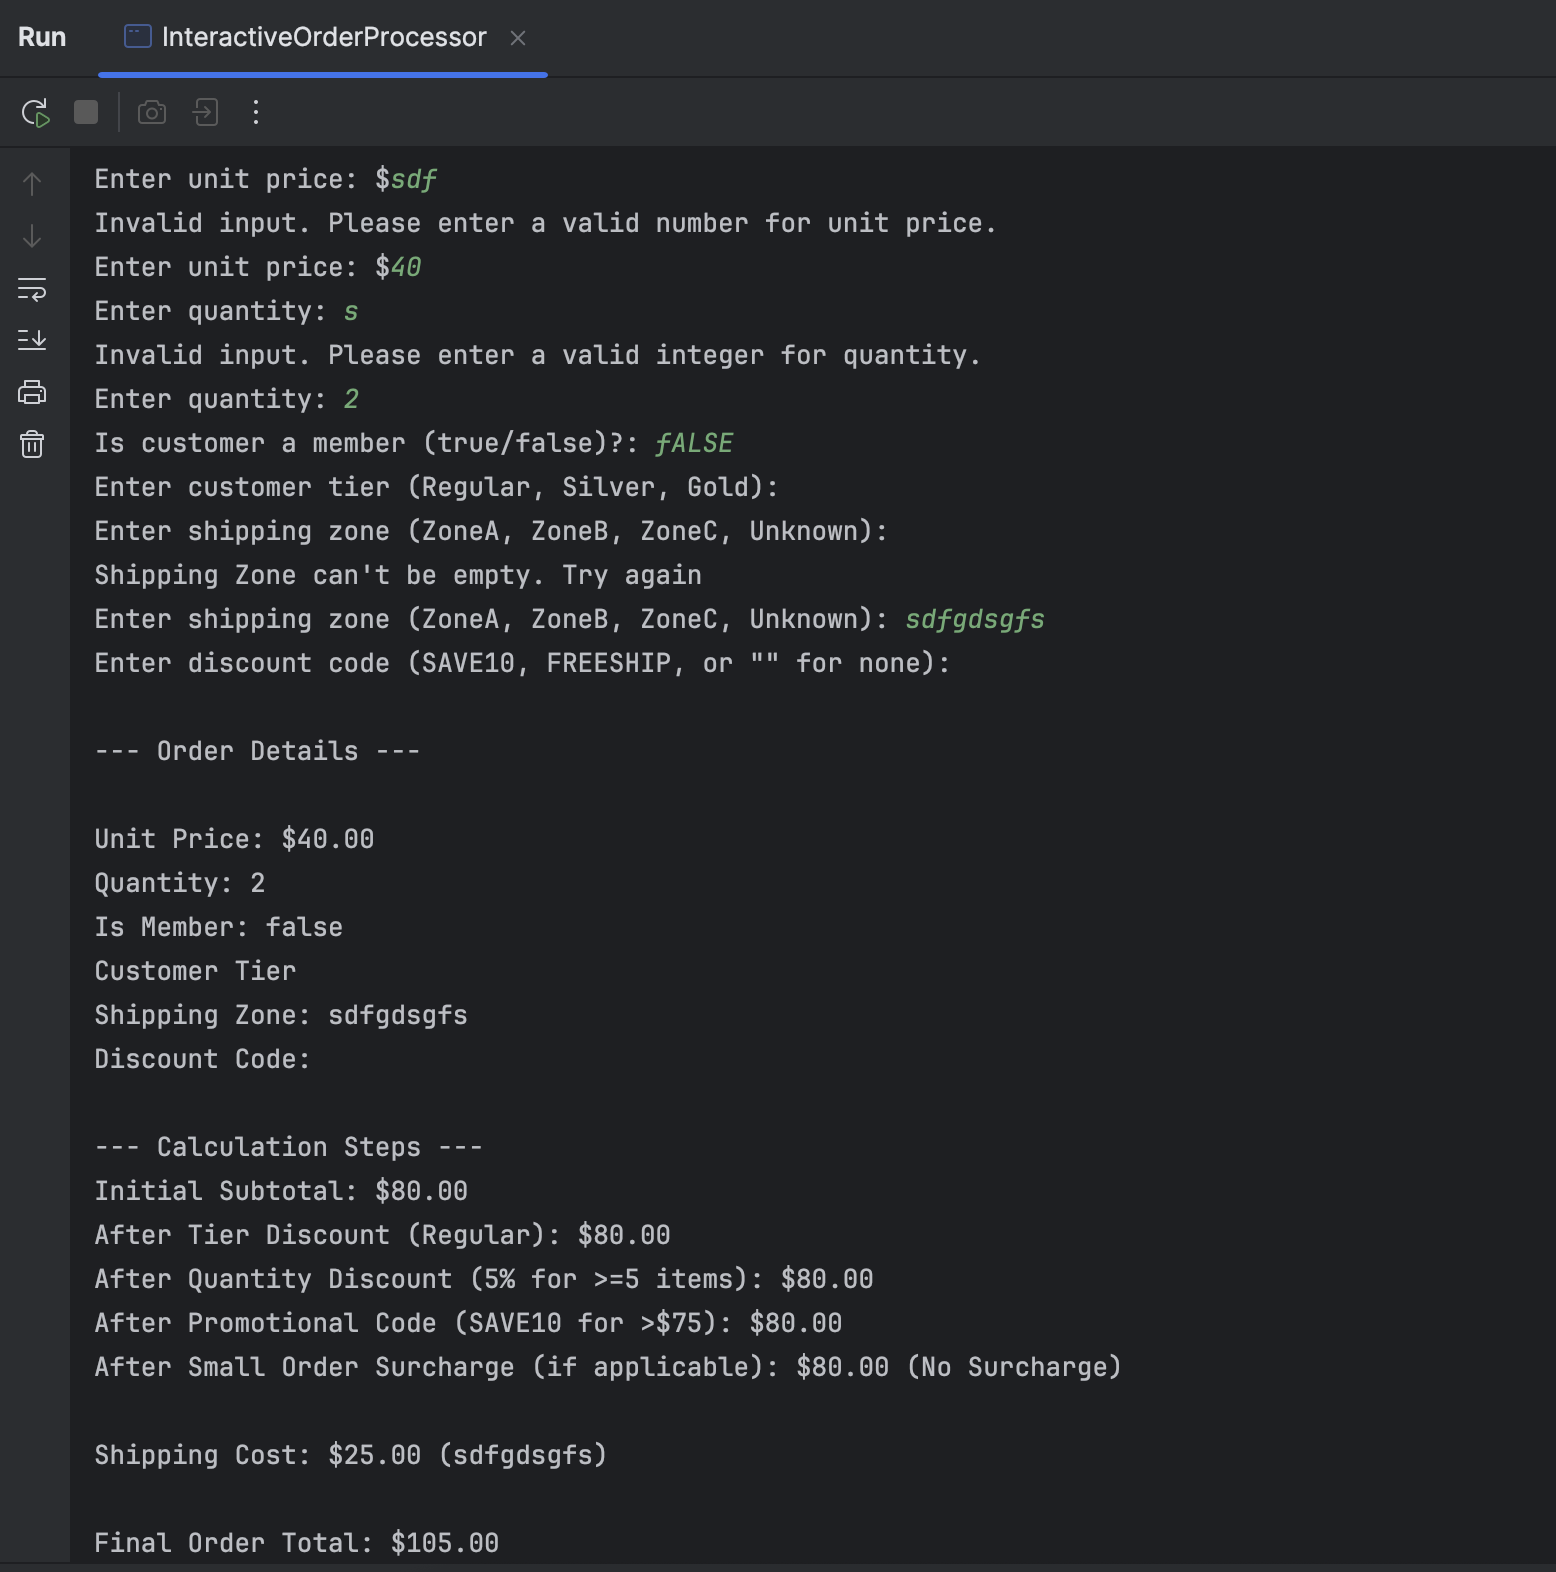 Run InteractiveOrderProcessor
Enter unit price: $sdf
Invalid input. Please enter a valid number for unit price.
Enter unit price: $40
Enter quantity: s
Invalid input. Please enter a valid integer for quantity.
Enter quantity: 2
Is customer a member (true/false)?: fALSE
Enter customer tier (Regular, Silver, Gold):
Enter shipping zone (ZoneA, ZoneB, ZoneC, Unknown):
Shipping Zone can't be empty. Try again
Enter shipping zone (ZoneA, ZoneB, ZoneC, Unknown): sdfgdsgfs
Enter discount code (SAVE10, FREESHIP, or "" for none):
--- Order Details ---
Unit Price: $40.00
Quantity: 2
Is Member: false
Customer Tier
Shipping Zone: sdfgdsgfs
Discount Code:
--- Calculation Steps ---
Initial Subtotal: $80.00
After Tier Discount (Regular): $80.00
After Quantity Discount (5% for >=5 items): $80.00
After Promotional Code (SAVE10 for >$75): $80.00
After Small Order Surcharge (if applicable): $80.00 (No Surcharge)
Shipping Cost: $25.00 (sdfgdsgfs)
Final Order Total: $105.00